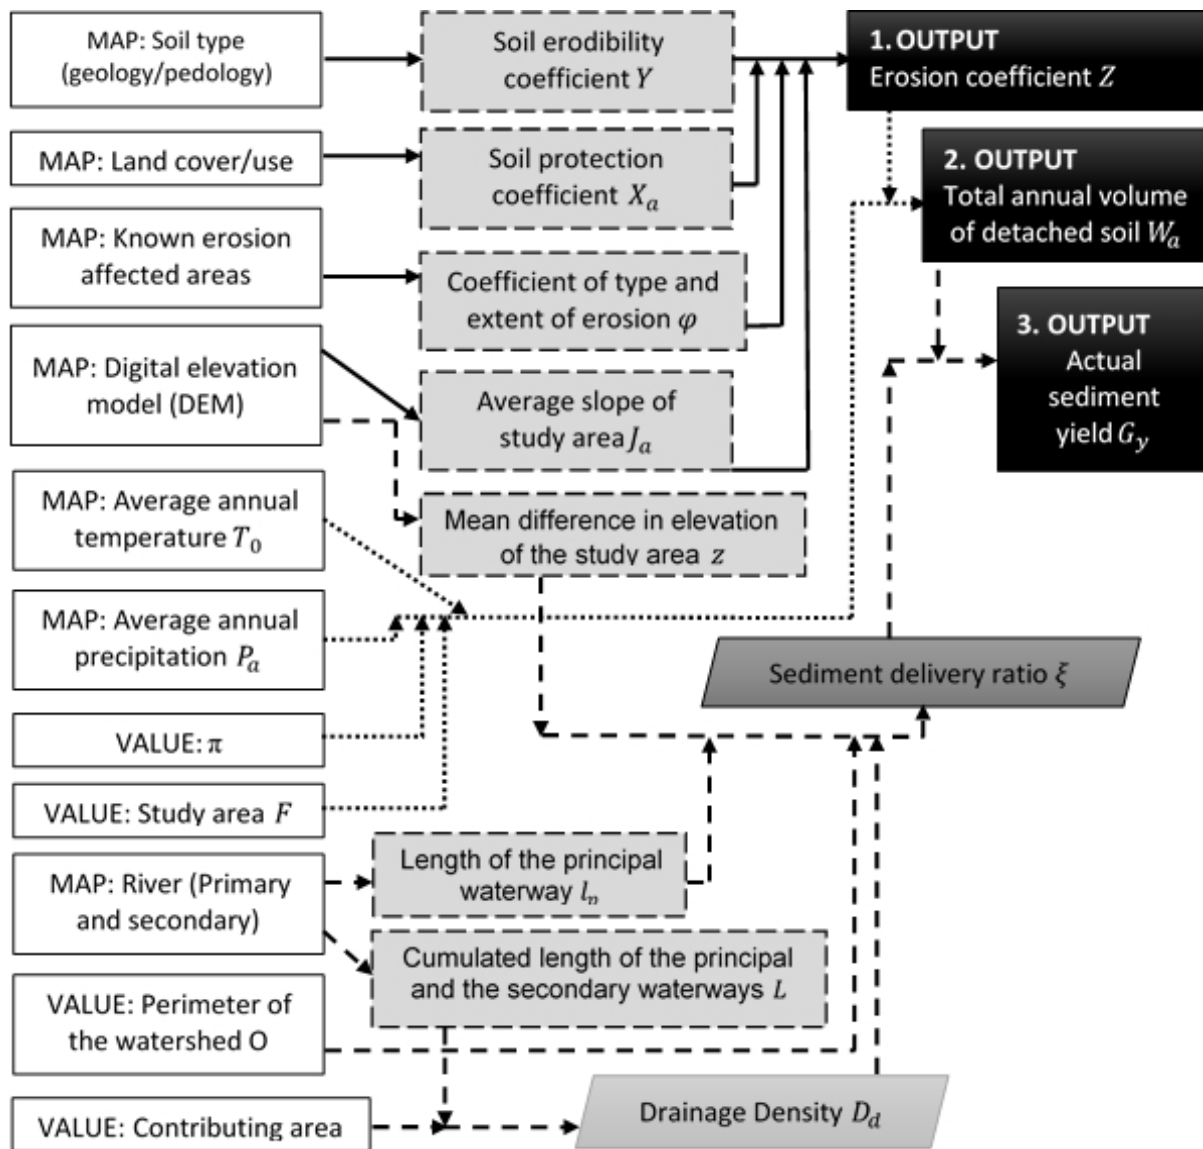 MAP: Soil type
(geology/pedology)
MAP: Land cover/use
MAP: Known erosion
affected areas
MAP: Digital elevation
model (DEM)
MAP: Average annual
temperature T₀
MAP: Average annual
precipitation Pₐ
VALUE: π
VALUE: Study area F
MAP: River (Primary
and secondary)
VALUE: Perimeter of
the watershed O
VALUE: Contributing area
Soil erodibility
coefficient Y
Soil protection
coefficient Xₐ
Coefficient of type and
extent of erosion φ
Average slope of
study area Jₐ
Mean difference in elevation
of the study area z
Length of the principal
waterway lₙ
Cumulated length of the principal
and the secondary waterways L
Drainage Density D_d
Sediment delivery ratio ξ
1. OUTPUT
Erosion coefficient Z
2. OUTPUT
Total annual volume
of detached soil Wₐ
3. OUTPUT
Actual
sediment
yield G_y